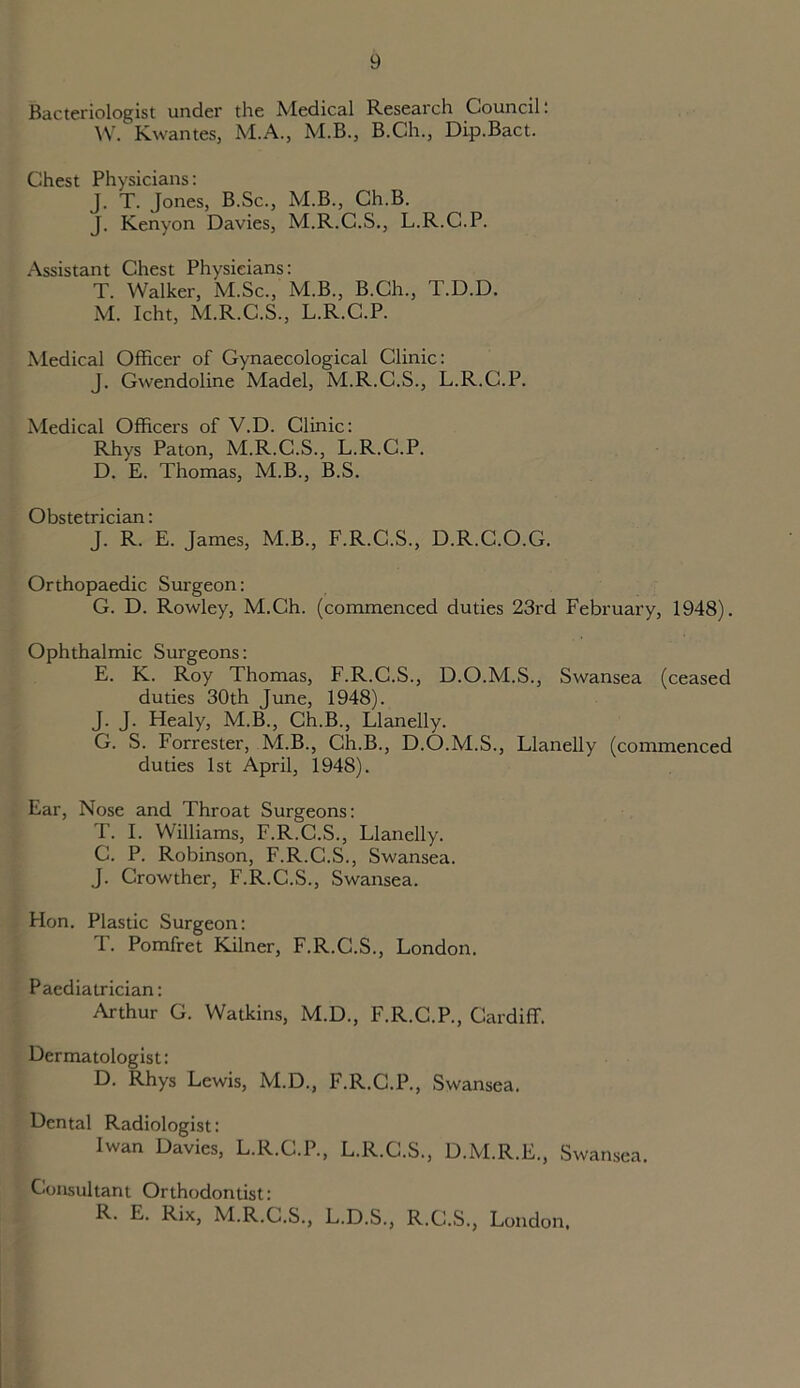 9
Bacteriologist under the Medical Research Council:
W. Kwantes, M.A., M.B., B.Ch., Dip.Bact.
Chest Physicians:
J. T. Jones, B.Sc., M.B., Ch.B.
J. Kenyon Davies, M.R.C.S., L.R.C.P.
Assistant Chest Physicians:
T. Walker, M.Sc., M.B., B.Ch., T.D.D.
M. Icht, M.R.C.S., L.R.C.P.
Medical Officer of Gynaecological Clinic:
J. Gwendoline Madel, M.R.C.S., L.R.C.P.
Medical Officers of V.D. Clinic:
Rhys Paton, M.R.C.S., L.R.C.P.
D. E. Thomas, M.B., B.S.
Obstetrician:
J. R. E. James, M.B., F.R.C.S., D.R.C.O.G.
Orthopaedic Surgeon:
G. D. Rowley, M.Ch. (commenced duties 23rd February, 1948).
Ophthalmic Surgeons:
E. K. Roy Thomas, F.R.C.S., D.O.M.S., Swansea (ceased
duties 30th June, 1948).
J. J. Healy, M.B., Ch.B., Llanelly.
G. S. Forrester, M.B., Ch.B., D.O.M.S., Llanelly (commenced
duties 1st April, 1948).
Ear, Nose and Throat Surgeons:
T. I. Williams, F.R.C.S., Llanelly.
C. P. Robinson, F.R.C.S., Swansea.
J. Crowther, F.R.C.S., Swansea.
Hon. Plastic Surgeon:
T. Pomfret Kilner, F.R.C.S., London.
Paediatrician:
Arthur G. Watkins, M.D., F.R.C.P., Cardiff.
Dermatologist:
D. Rhys Lewis, M.D., F.R.C.P., Swansea.
Dental Radiologist:
Iwan Davies, L.R.C.P., L.R.C.S., D.M.R.E., Swansea.
Consultant Orthodontist:
R. E. Rix, M.R.C.S., L.D.S., R.C.S., London.